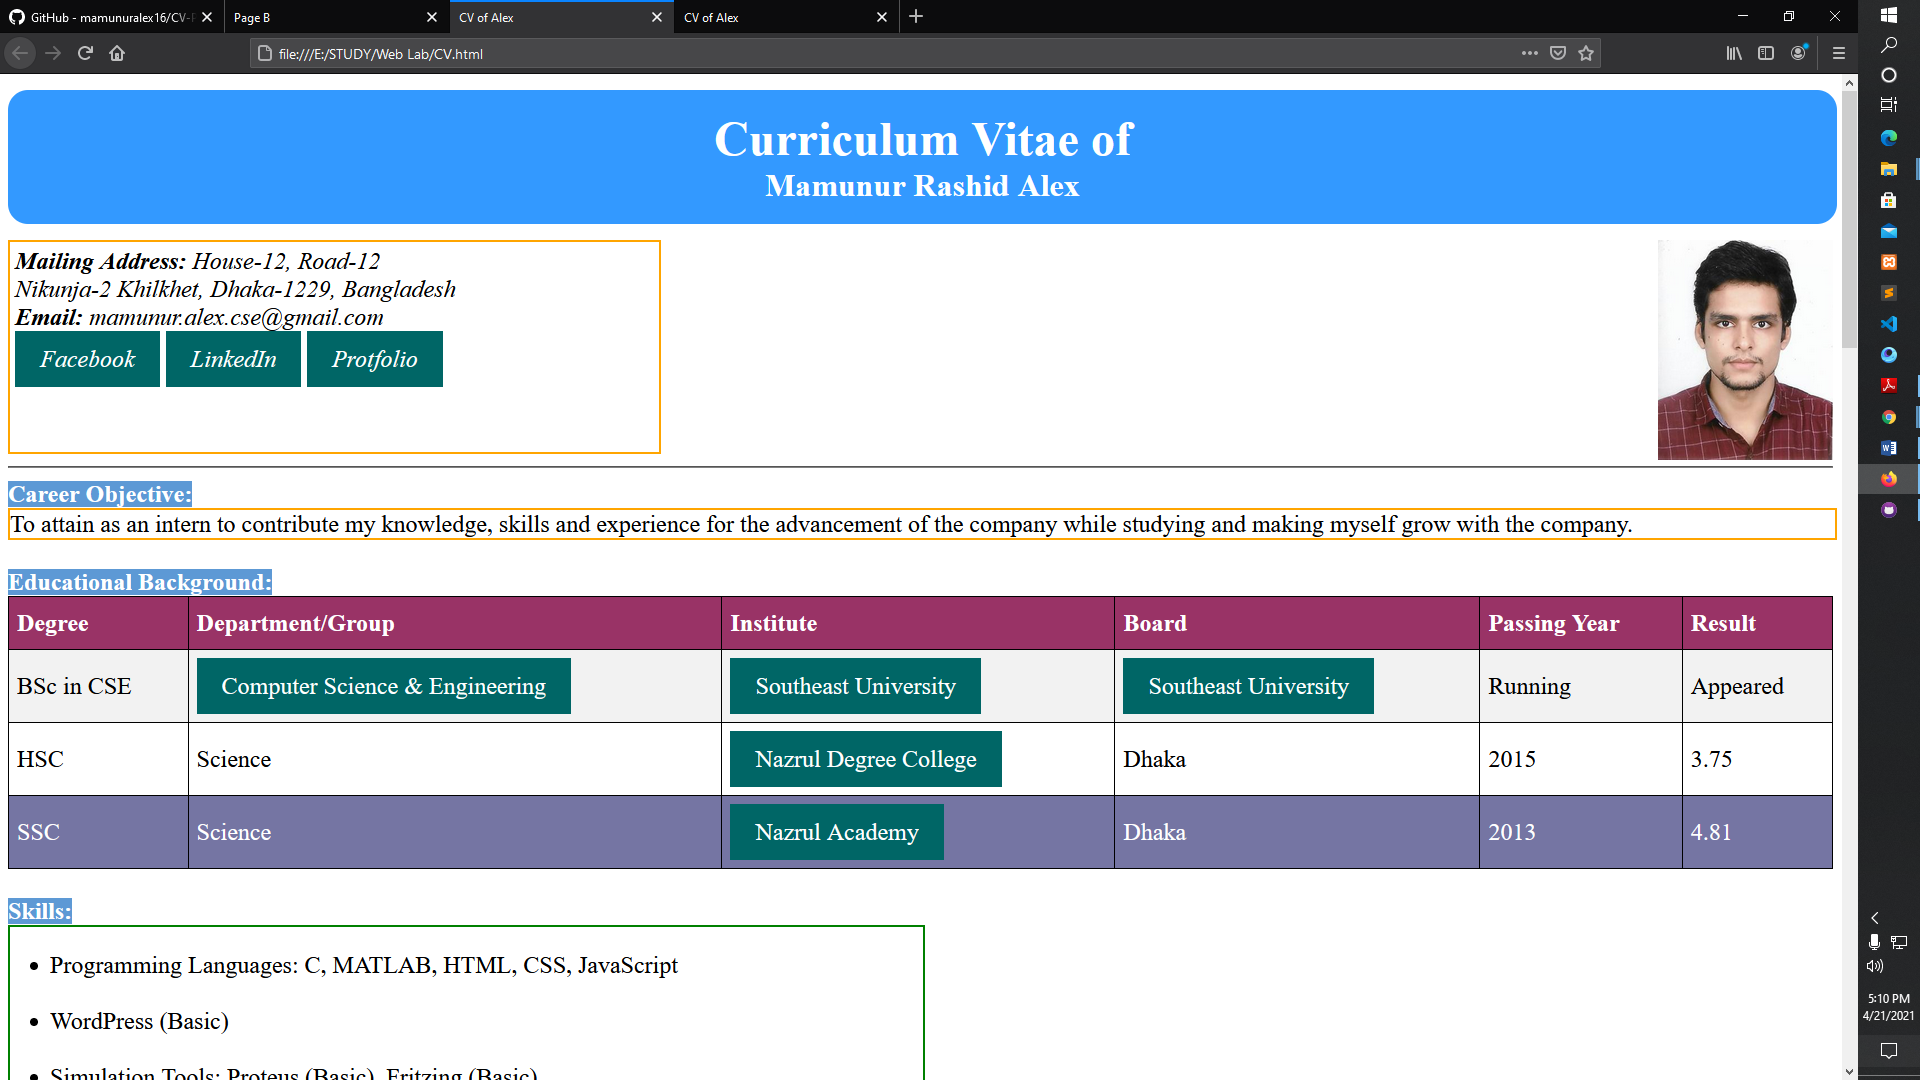 GitHub - mamunuralex16/CV-P
Page B
CV of Alex
CV of Alex
file:///E:/STUDY/Web Lab/CV.html
Curriculum Vitae of
Mamunur Rashid Alex
Mailing Address: House-12, Road-12
Nikunja-2 Khilkhet, Dhaka-1229, Bangladesh
Email: mamunur.alex.cse@gmail.com
Facebook LinkedIn Protfolio
Career Objective:
To attain as an intern to contribute my knowledge, skills and experience for the advancement of the company while studying and making myself grow with the company.
Educational Background:
Degree Department/Group Institute Board Passing Year Result
BSc in CSE Computer Science & Engineering Southeast University Southeast University Running Appeared
HSC Science Nazrul Degree College Dhaka 2015 3.75
SSC Science Nazrul Academy Dhaka 2013 4.81
Skills:
Programming Languages: C, MATLAB, HTML, CSS, JavaScript
WordPress (Basic)
Simulation Tools: Proteus (Basic), Fritzing (Basic)
5:10 PM
4/21/2021